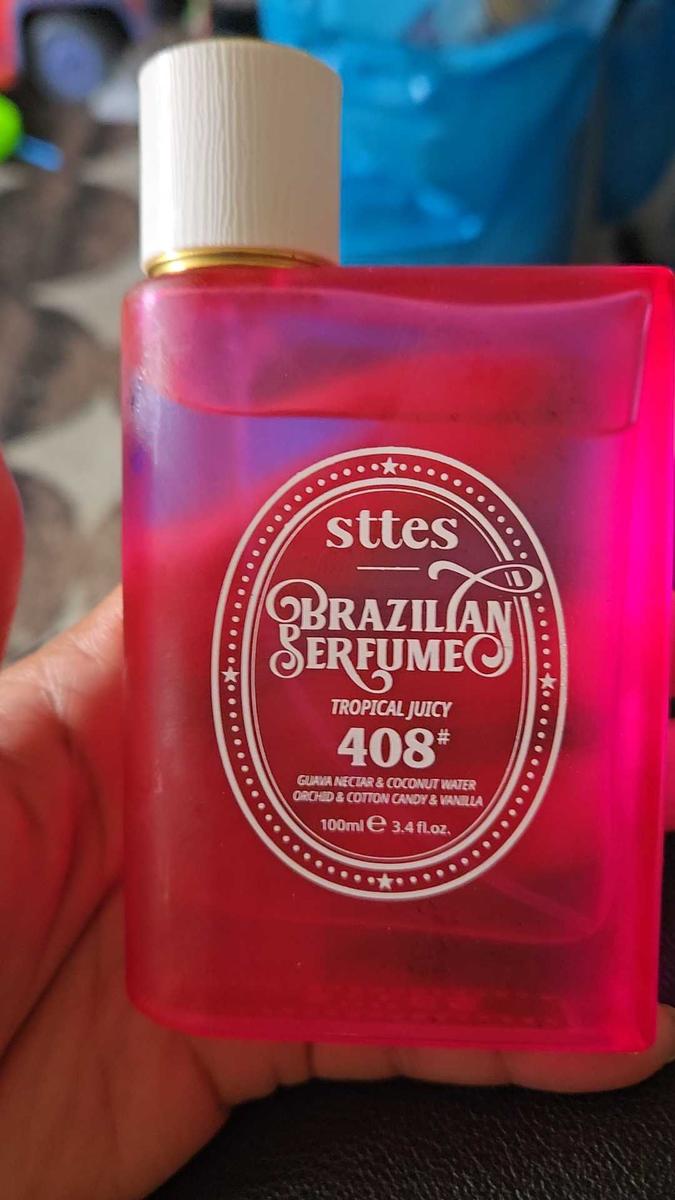 sttes
BRAZILIAN
PERFUME
TROPICAL JUICY
408#
GUAVA NECTAR & COCONUT WATER
ORCHID & COTTON CANDY & VANILLA
100ml ℮ 3.4 fl.oz.